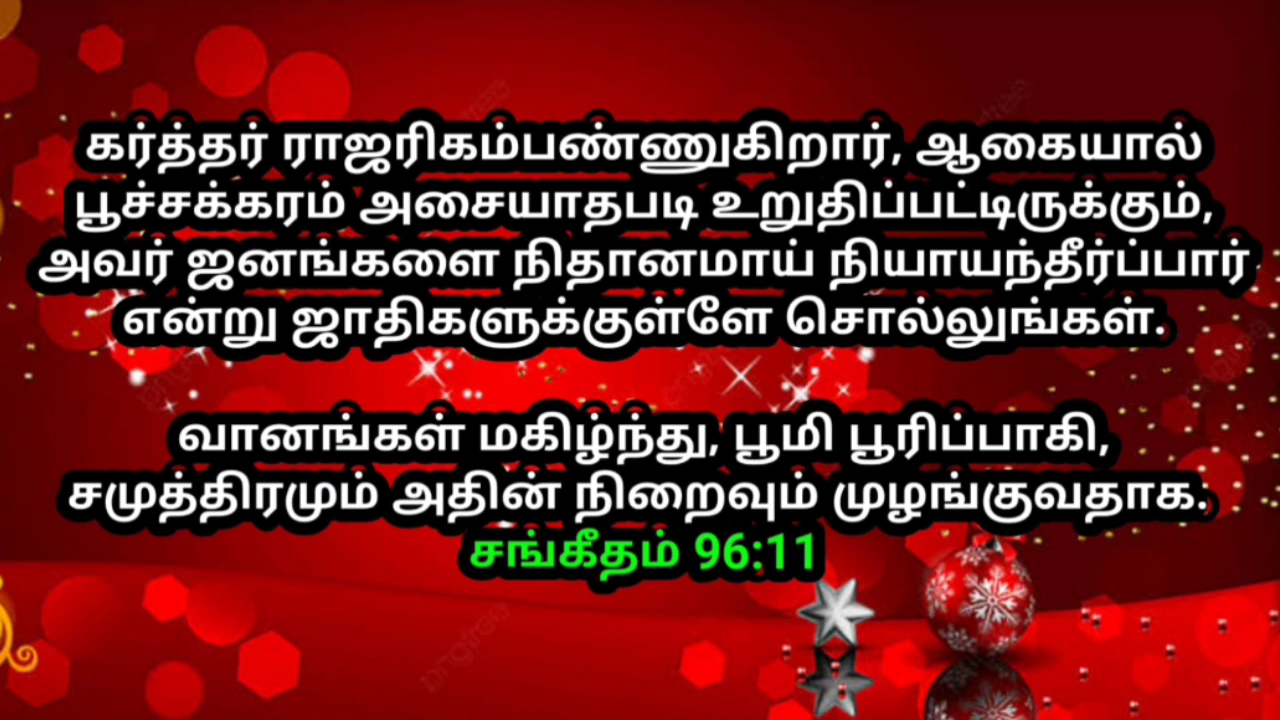 கர்த்தர் ராஜரிகம்பண்ணுகிறார், ஆகையால்
பூச்சக்கரம் அசையாதபடி உறுதிப்பட்டிருக்கும்,
அவர் ஜனங்களை நிதானமாய் நியாயந்தீர்ப்பார்
என்று ஜாதிகளுக்குள்ளே சொல்லுங்கள்.
வானங்கள் மகிழ்ந்து, பூமி பூரிப்பாகி,
சமுத்திரமும் அதின் நிறைவும் முழங்குவதாக.
சங்கீதம் 96:11